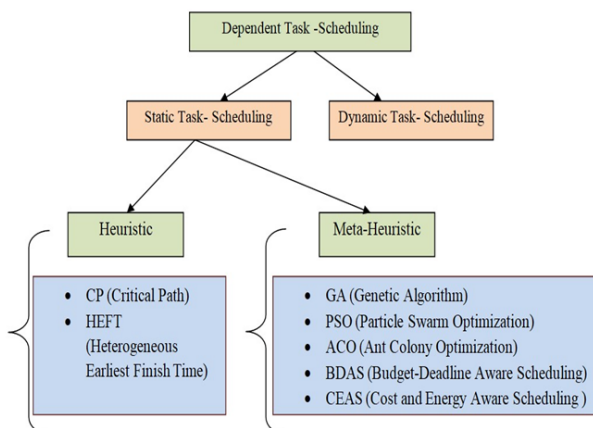 Dependent Task -Scheduling
Static Task- Scheduling
Dynamic Task- Scheduling
Heuristic
Meta-Heuristic
• CP (Critical Path)
• HEFT
(Heterogeneous
Earliest Finish Time)
• GA (Genetic Algorithm)
• PSO (Particle Swarm Optimization)
• ACO (Ant Colony Optimization)
• BDAS (Budget-Deadline Aware Scheduling)
• CEAS (Cost and Energy Aware Scheduling )